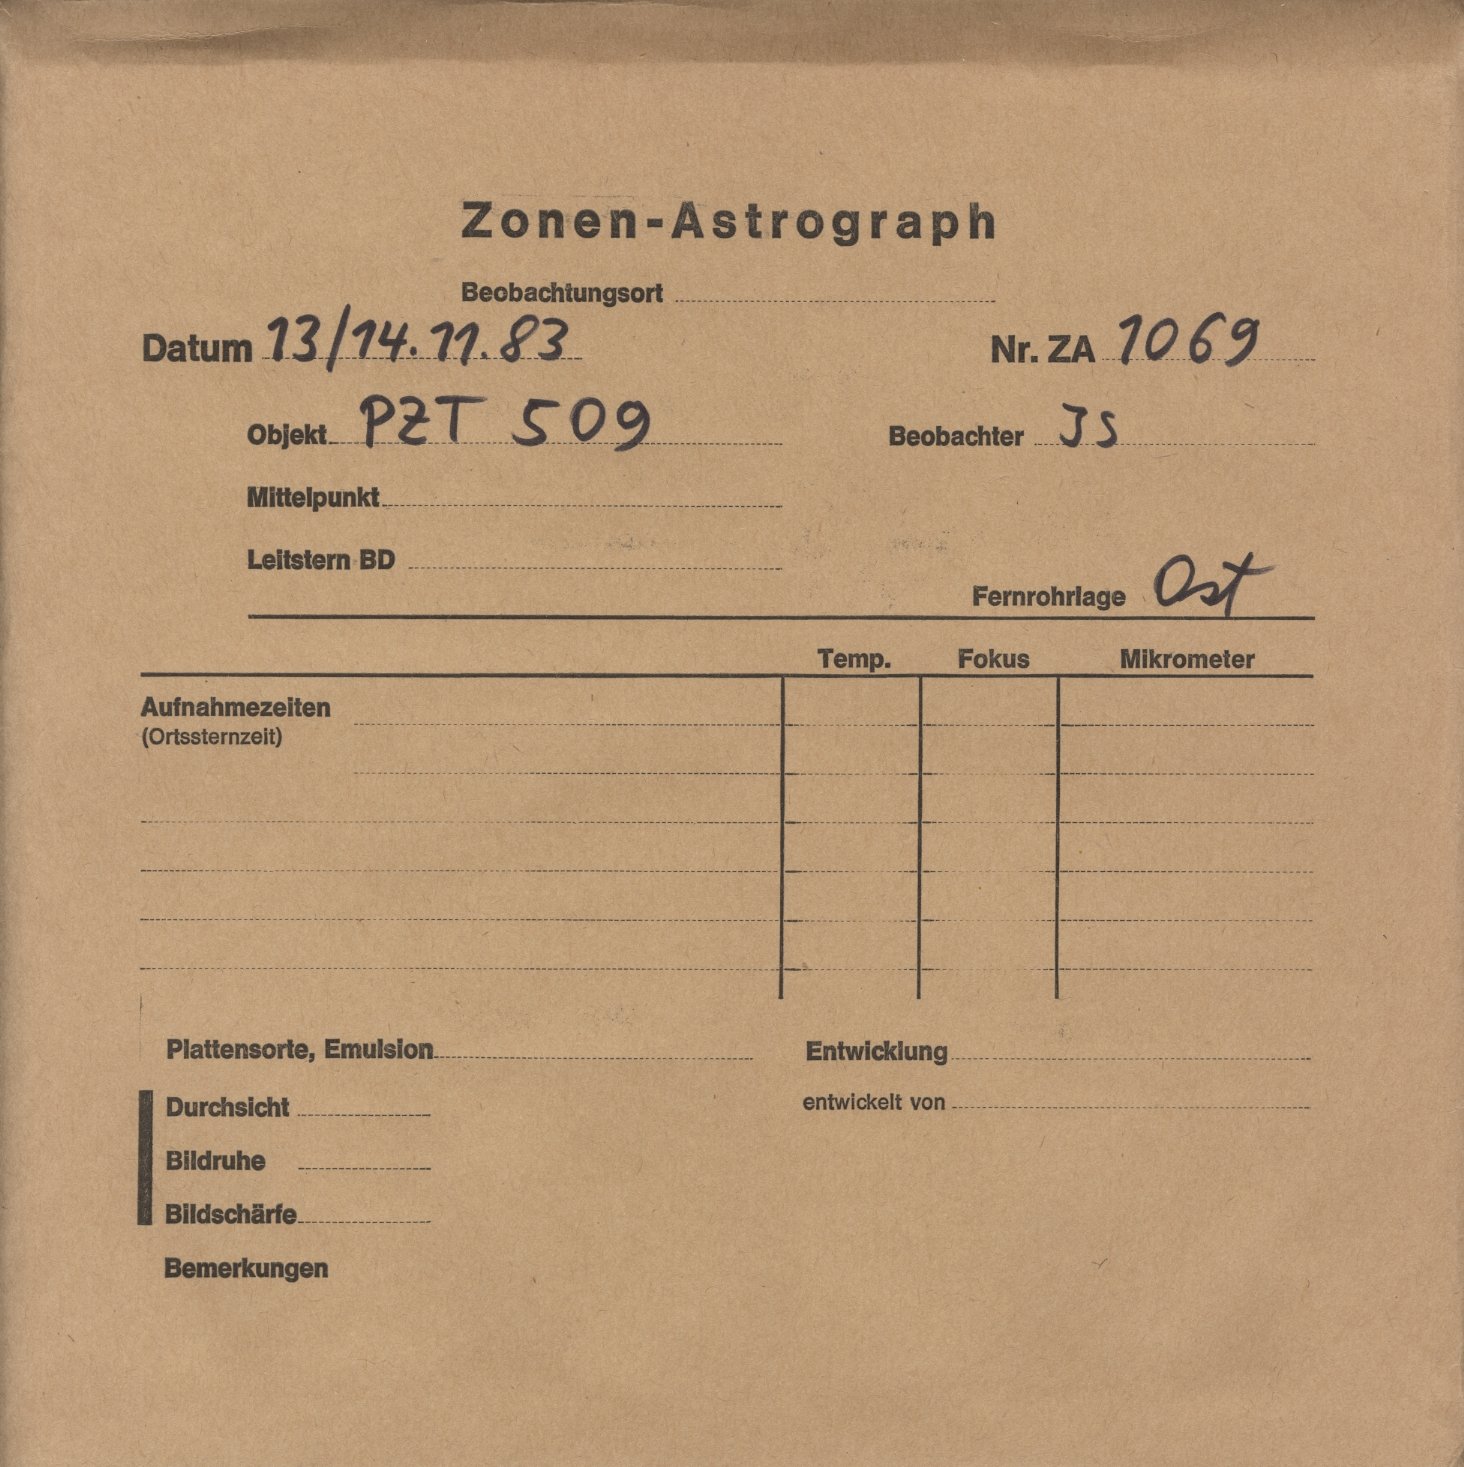 Zonen-Astrograph
Beobachtungsort
Datum 13/14.11.83 Nr. ZA 1069
Objekt PZT 509 Beobachter JS
Mittelpunkt
Leitstern BD
Fernrohrlage Ost
Temp. Fokus Mikrometer
Aufnahmezeiten
(Ortssternzeit)
Plattensorte, Emulsion Entwicklung
Durchsicht entwickelt von
Bildruhe
Bildschärfe
Bemerkungen